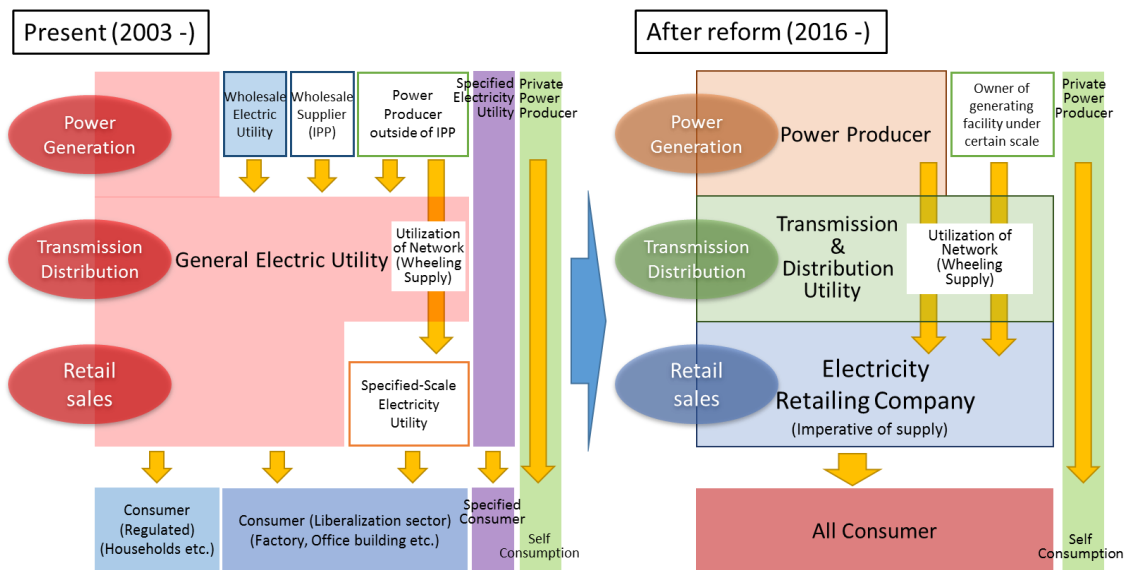 Present (2003 -)
Power
Generation
Wholesale
Electric
Utility
Wholesale
Supplier
(IPP)
Power
Producer
outside of IPP
Specified
Electricity
Utility
Private
Power
Producer
Transmission
Distribution
General Electric Utility
Utilization
of Network
(Wheeling
Supply)
Retail
sales
Specified-Scale
Electricity
Utility
Consumer
(Regulated)
(Households etc.)
Consumer (Liberalization sector)
(Factory, Office building etc.)
Specified
Consumer
Self
Consumption
After reform (2016 -)
Power
Generation
Power Producer
Owner of
generating
facility under
certain scale
Private
Power
Producer
Transmission
Distribution
Transmission
&
Distribution
Utility
Utilization of
Network
(Wheeling
Supply)
Retail
sales
Electricity
Retailing Company
(Imperative of supply)
All Consumer
Self
Consumption